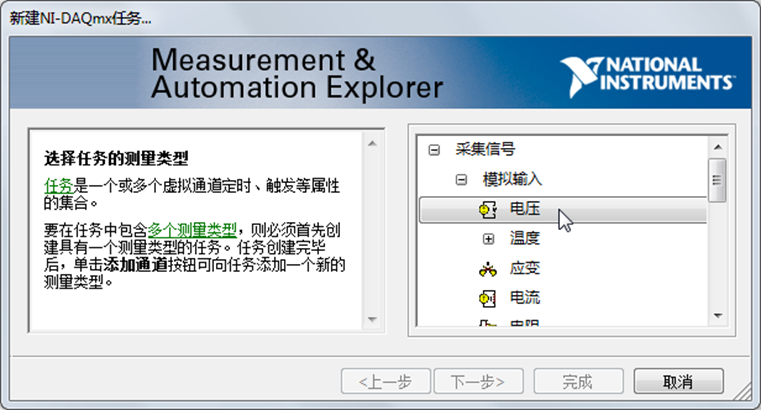 新建NI-DAQmx任务...
Measurement &
Automation Explorer
NATIONAL
INSTRUMENTS
选择任务的测量类型
任务是一个或多个虚拟通道定时、触发等属性
的集合。
要在任务中包含多个测量类型，则必须首先创
建具有一个测量类型的任务。任务创建完毕
后，单击添加通道按钮可向任务添加一个新的
测量类型。
采集信号
模拟输入
电压
温度
应变
电流
电阻
<上一步
下一步>
完成
取消